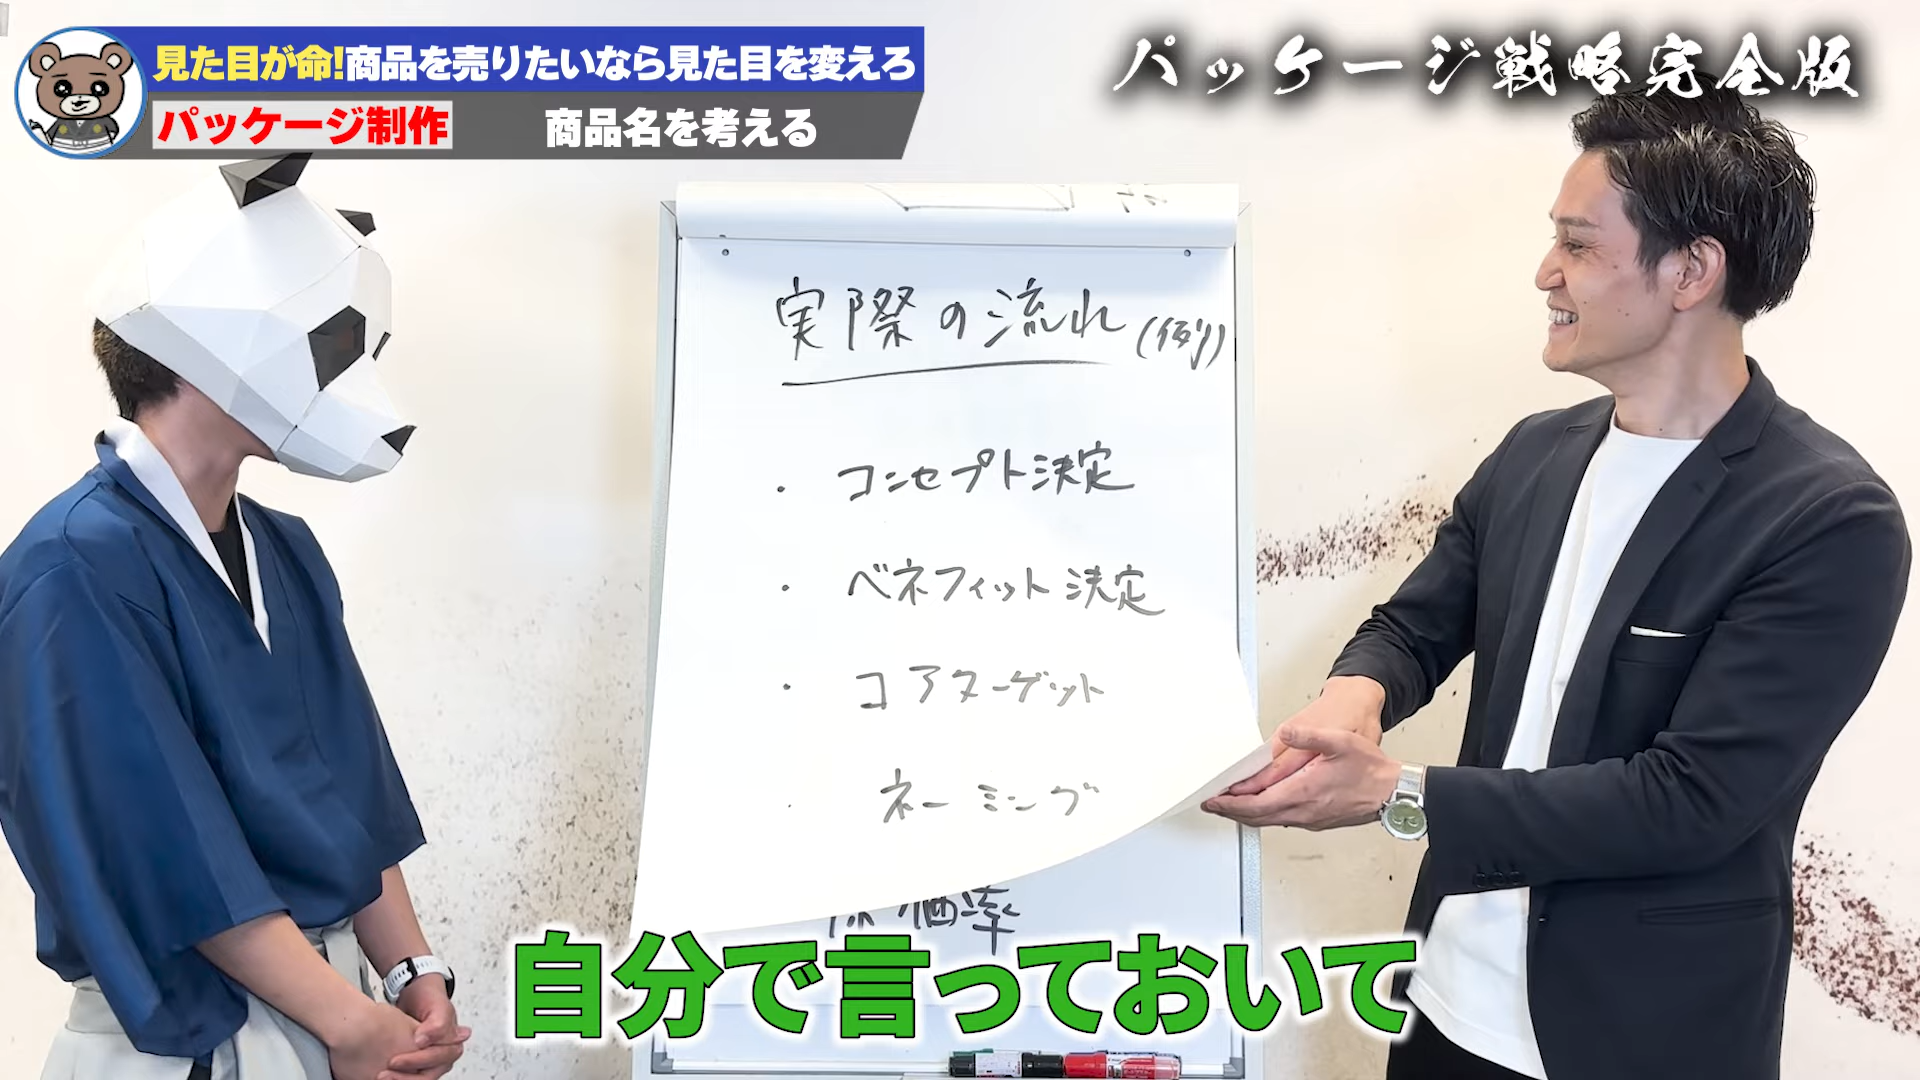 見た目が命!商品を売りたいなら見た目を変えろ
パッケージ制作 商品名を考える
パッケージ戦略完全版
実際の流れ(例)
・コンセプト決定
・ベネフィット決定
・コアターゲット
・ネーミング
価率
自分で言っておいて